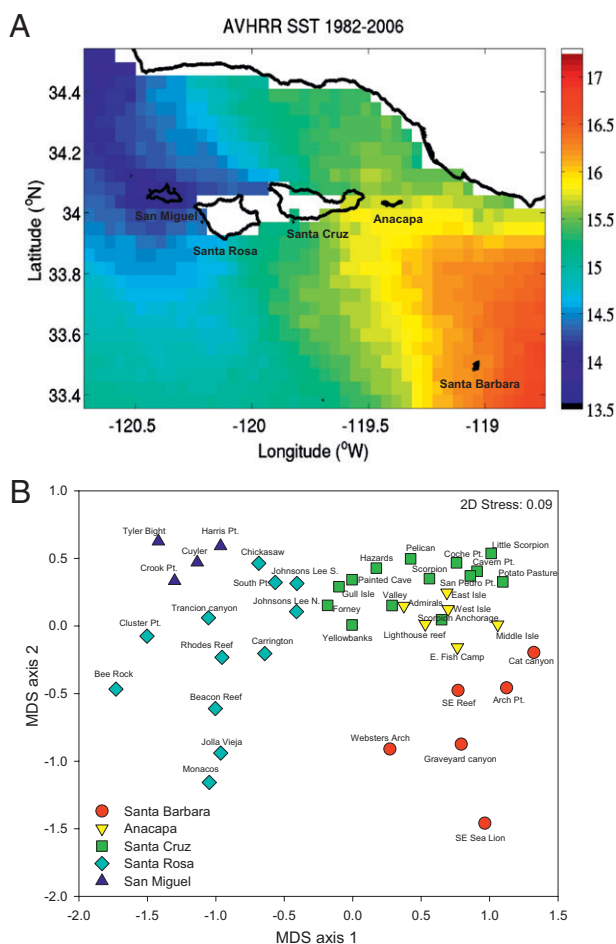 A
AVHRR SST 1982-2006
34.4
34.2
34
33.8
33.6
33.4
Latitude (°N)
San Miguel
Santa Rosa
Santa Cruz
Anacapa
Santa Barbara
-120.5
-120
-119.5
-119
Longitude (°W)
17
16.5
16
15.5
15
14.5
14
13.5
B
2D Stress: 0.09
1.0
0.5
0.0
-0.5
-1.0
-1.5
-2.0
MDS axis 2
Tyler Bight
Harris Pt.
Cuyler
Crook Pt.
Chickasaw
South Pt.
Johnsons Lee S.
Johnsons Lee N.
Trancion canyon
Cluster Pt.
Rhodes Reef
Carrington
Bee Rock
Beacon Reef
Jolla Vieja
Monacos
Hazards
Pelican
Painted Cave
Gull Isle
Forney
Yellowbanks
Valley
Scorpion
Coche Pt.
Little Scorpion
Cavern Pt.
San Pedro Pt.
Potato Pasture
East Isle
Admirals
West Isle
Scorpion Anchorage
Lighthouse reef
Middle Isle
E. Fish Camp
Cat canyon
SE Reef
Arch Pt.
Websters Arch
Graveyard canyon
SE Sea Lion
Santa Barbara
Anacapa
Santa Cruz
Santa Rosa
San Miguel
-2.0
-1.5
-1.0
-0.5
0.0
0.5
1.0
1.5
MDS axis 1